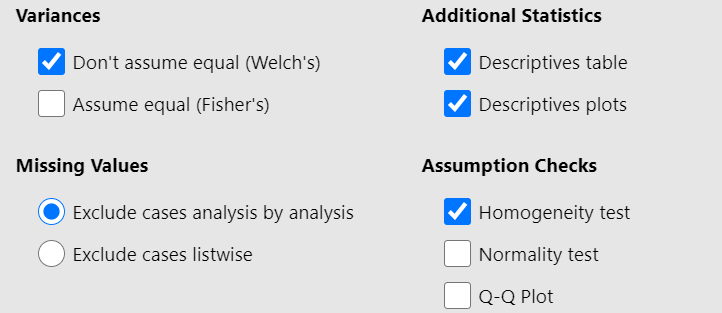 Variances
Don't assume equal (Welch's)
Assume equal (Fisher's)
Missing Values
Exclude cases analysis by analysis
Exclude cases listwise
Additional Statistics
Descriptives table
Descriptives plots
Assumption Checks
Homogeneity test
Normality test
Q-Q Plot